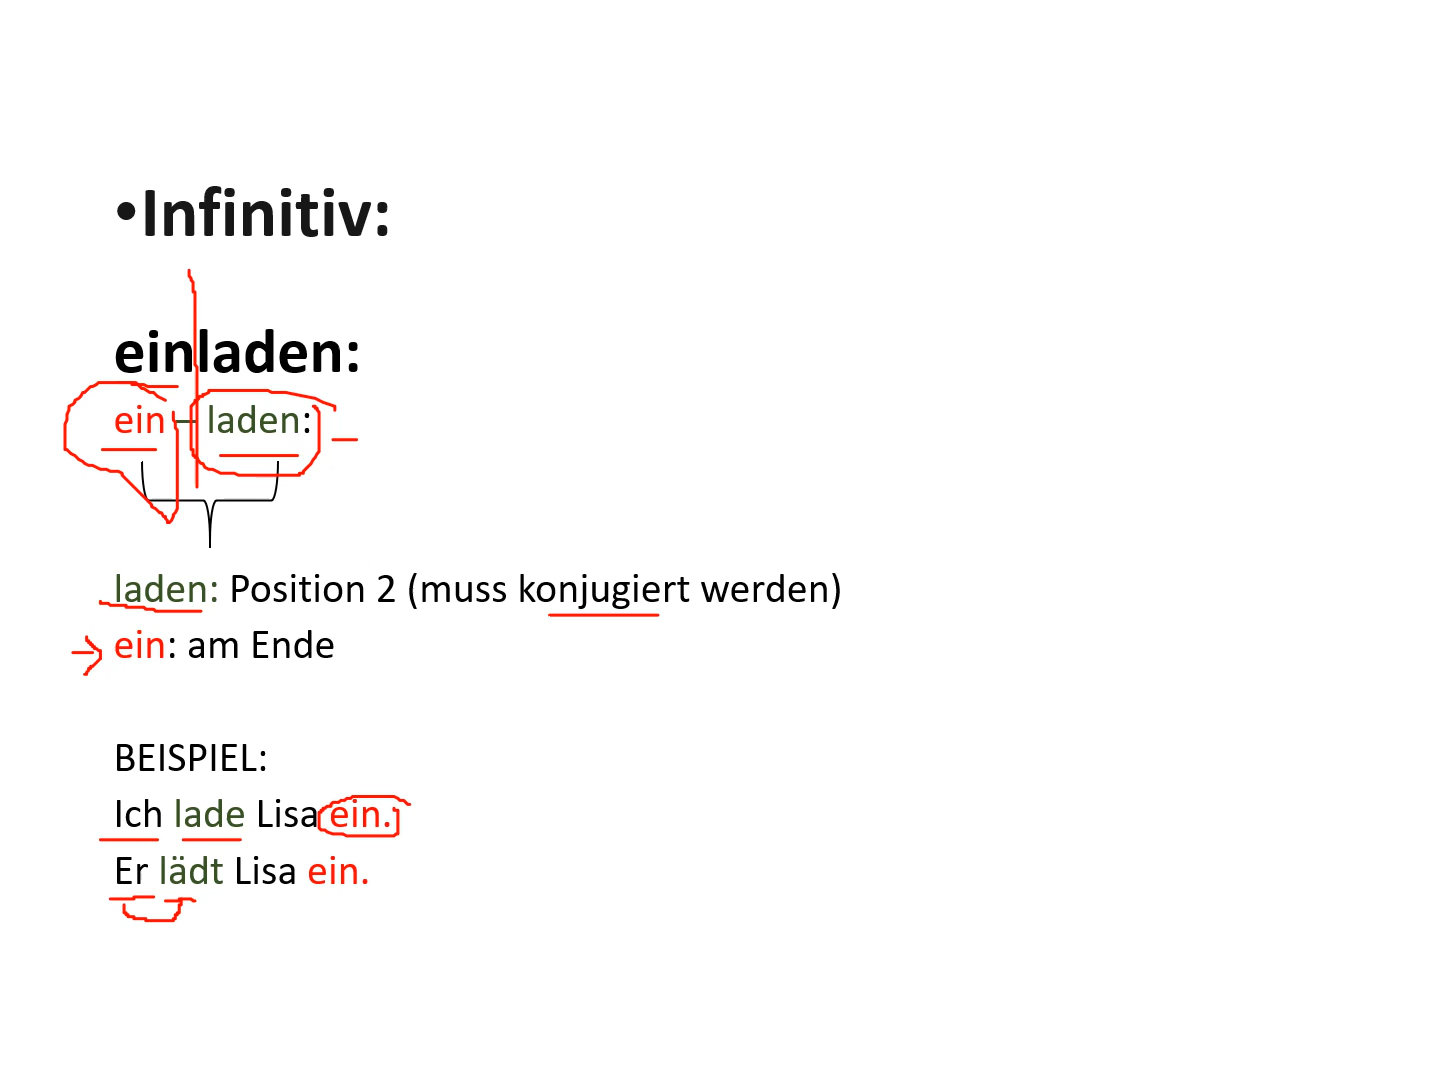 •Infinitiv:
einladen:
ein – laden:
laden: Position 2 (muss konjugiert werden)
ein: am Ende
BEISPIEL:
Ich lade Lisa ein.
Er lädt Lisa ein.